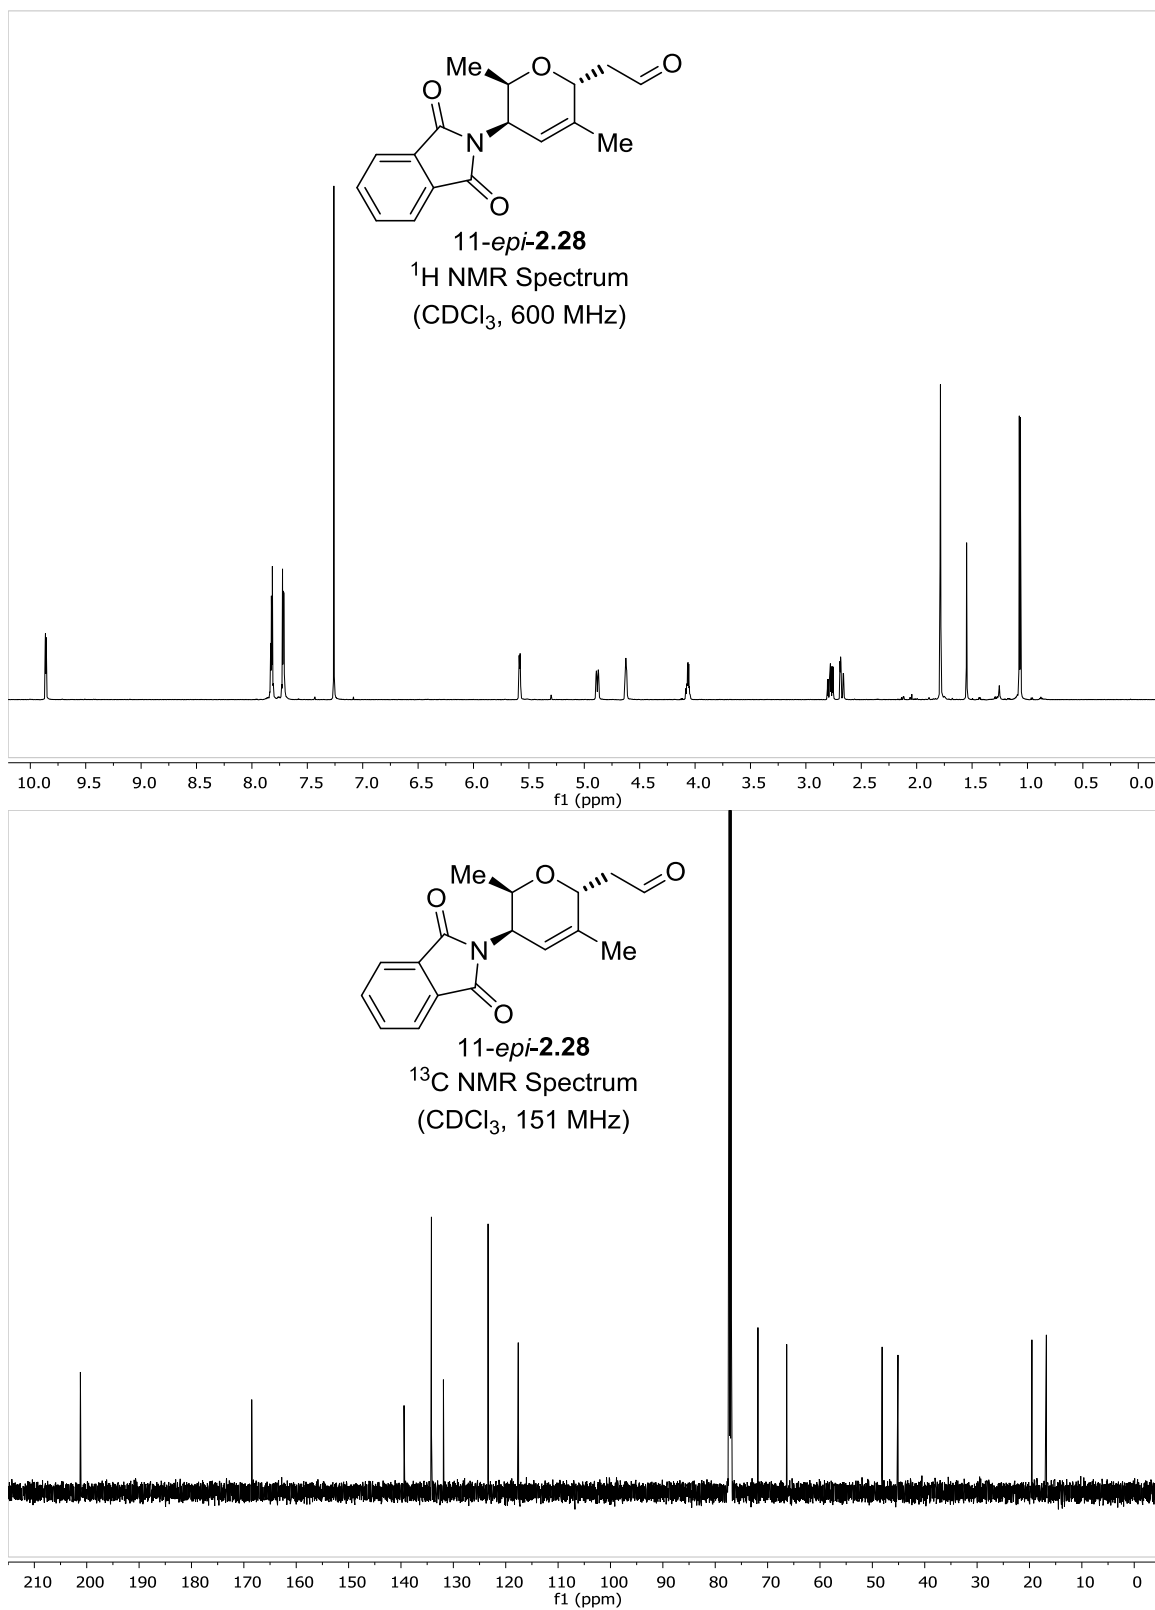 Me
O
O
O
N
Me
O
11-epi-2.28
¹H NMR Spectrum
(CDCl₃, 600 MHz)
10.0 9.5 9.0 8.5 8.0 7.5 7.0 6.5 6.0 5.5 5.0 4.5 4.0 3.5 3.0 2.5 2.0 1.5 1.0 0.5 0.0
f1 (ppm)
Me
O
O
O
N
Me
O
11-epi-2.28
¹³C NMR Spectrum
(CDCl₃, 151 MHz)
210 200 190 180 170 160 150 140 130 120 110 100 90 80 70 60 50 40 30 20 10 0
f1 (ppm)